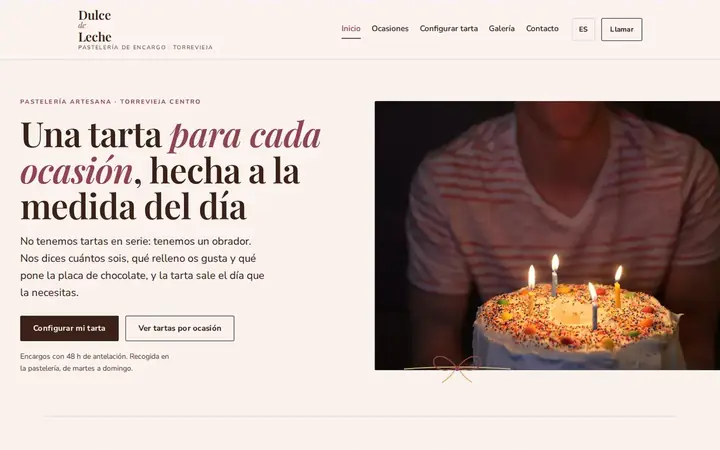 Dulce
de
Leche
PASTELERÍA DE ENCARGO · TORREVIEJA
Inicio
Ocasiones
Configurar tarta
Galería
Contacto
ES
Llamar
PASTELERÍA ARTESANA · TORREVIEJA CENTRO
Una tarta para cada
ocasión, hecha a la
medida del día
No tenemos tartas en serie: tenemos un obrador.
Nos dices cuántos sois, qué relleno os gusta y qué
pone la placa de chocolate, y la tarta sale el día que
la necesitas.
Configurar mi tarta
Ver tartas por ocasión
Encargos con 48 h de antelación. Recogida en
la pastelería, de martes a domingo.